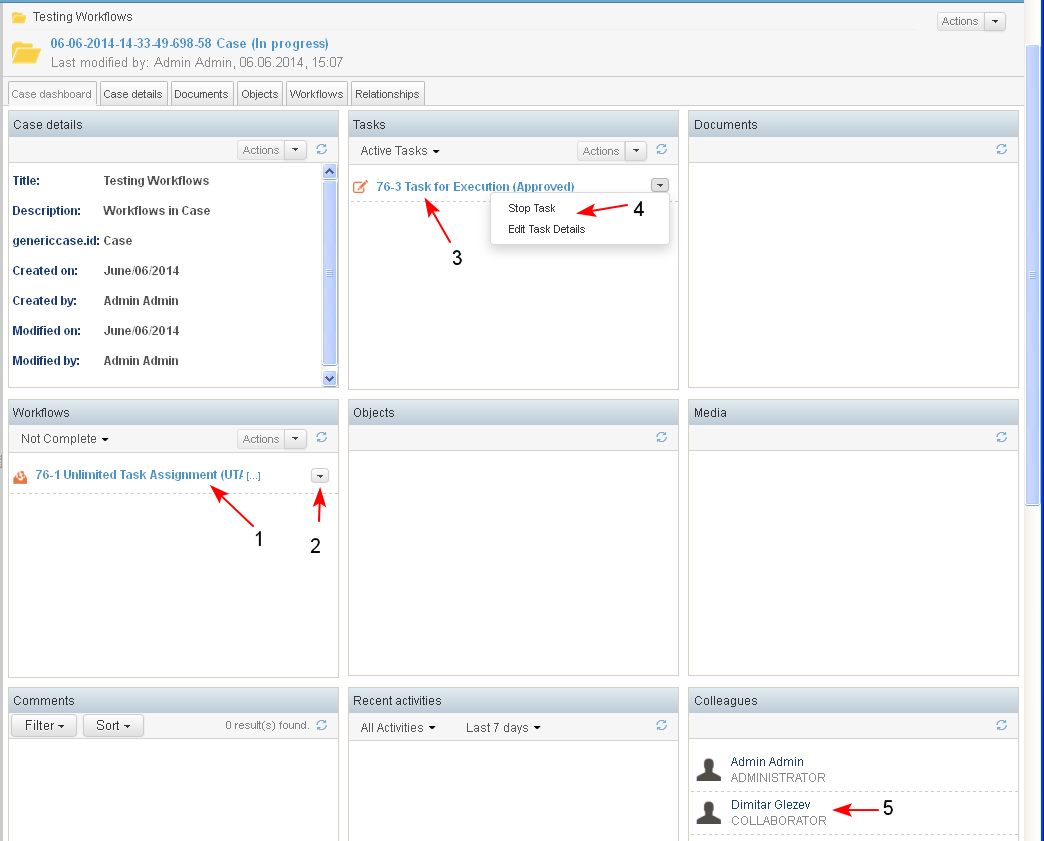 Testing Workflows
Actions
06-06-2014-14-33-49-698-58 Case (In progress)
Last modified by: Admin Admin, 06.06.2014, 15:07
Case dashboard Case details Documents Objects Workflows Relationships
Case details
Actions
Title: Testing Workflows
Description: Workflows in Case
genericcase.id: Case
Created on: June/06/2014
Created by: Admin Admin
Modified on: June/06/2014
Modified by: Admin Admin
Tasks
Active Tasks Actions
76-3 Task for Execution (Approved)
Stop Task
Edit Task Details
4
3
Documents
Workflows
Not Complete Actions
76-1 Unlimited Task Assignment (UTA [...]
1
2
Objects
Media
Comments
Filter Sort 0 result(s) found.
Recent activities
All Activities Last 7 days
Colleagues
Admin Admin
ADMINISTRATOR
Dimitar Glezev
COLLABORATOR
5